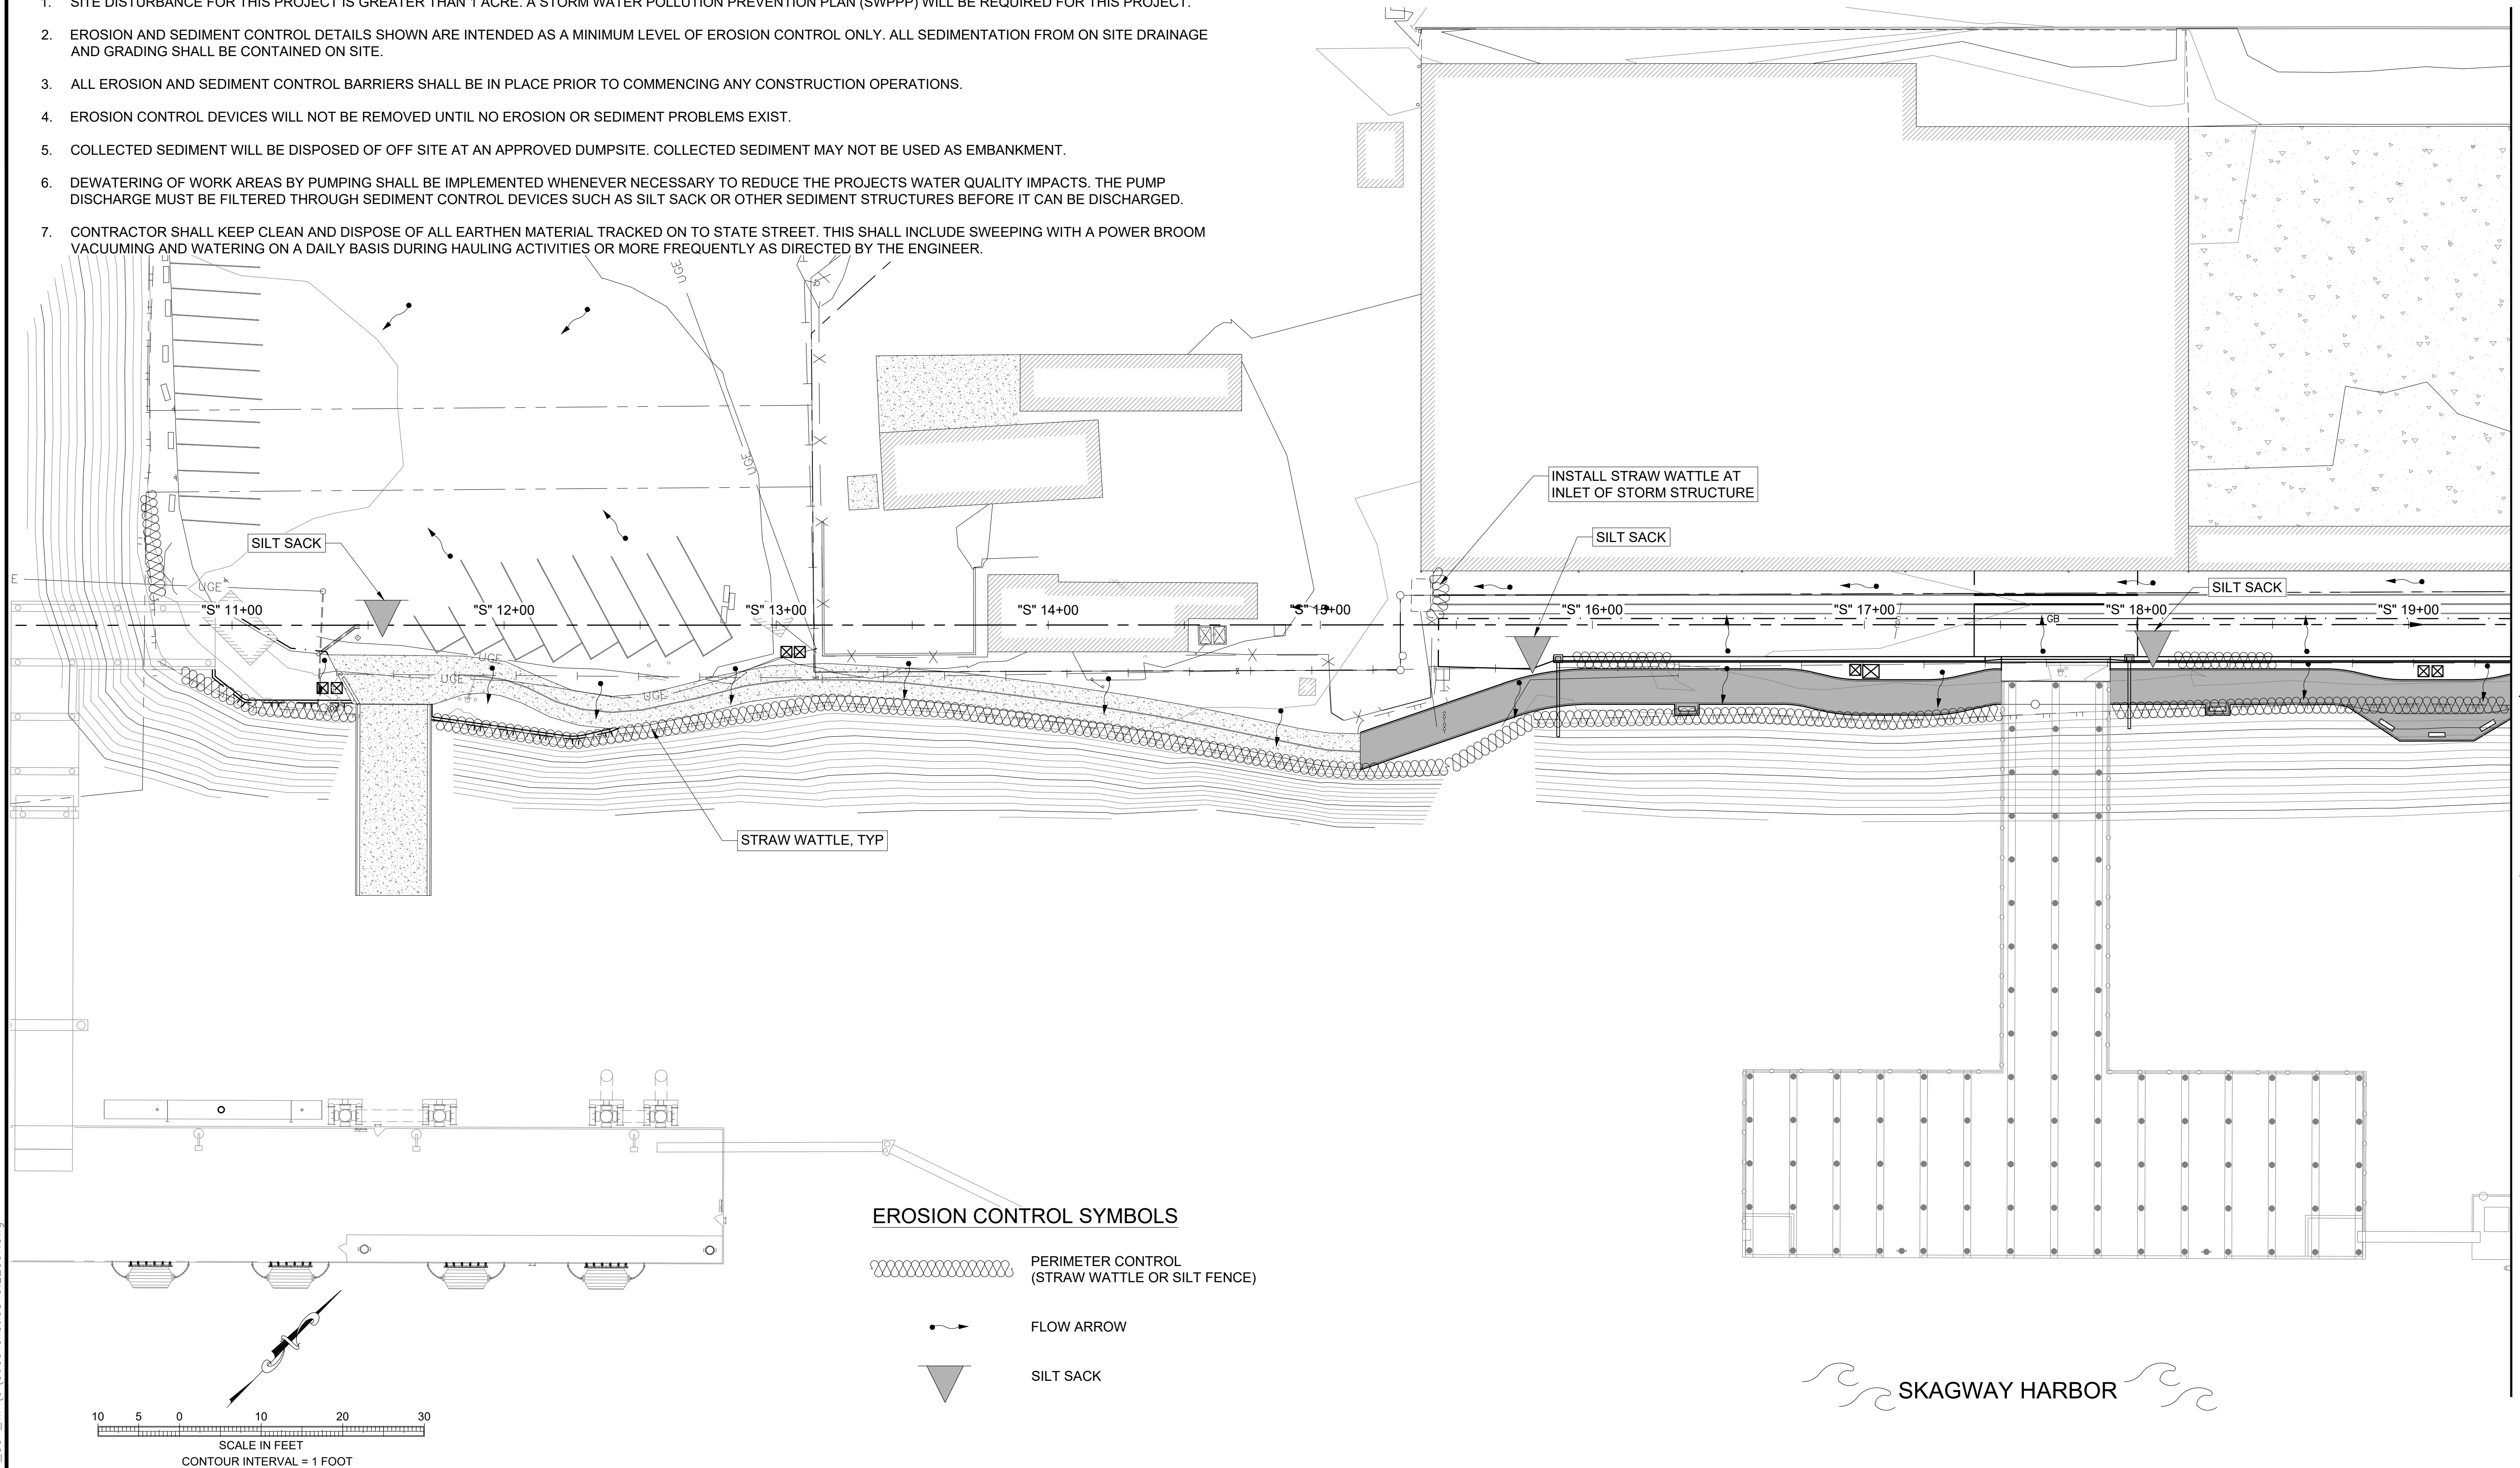 1. SITE DISTURBANCE FOR THIS PROJECT IS GREATER THAN 1 ACRE. A STORM WATER POLLUTION PREVENTION PLAN (SWPPP) WILL BE REQUIRED FOR THIS PROJECT.
2. EROSION AND SEDIMENT CONTROL DETAILS SHOWN ARE INTENDED AS A MINIMUM LEVEL OF EROSION CONTROL ONLY. ALL SEDIMENTATION FROM ON SITE DRAINAGE
AND GRADING SHALL BE CONTAINED ON SITE.
3. ALL EROSION AND SEDIMENT CONTROL BARRIERS SHALL BE IN PLACE PRIOR TO COMMENCING ANY CONSTRUCTION OPERATIONS.
4. EROSION CONTROL DEVICES WILL NOT BE REMOVED UNTIL NO EROSION OR SEDIMENT PROBLEMS EXIST.
5. COLLECTED SEDIMENT WILL BE DISPOSED OF OFF SITE AT AN APPROVED DUMPSITE. COLLECTED SEDIMENT MAY NOT BE USED AS EMBANKMENT.
6. DEWATERING OF WORK AREAS BY PUMPING SHALL BE IMPLEMENTED WHENEVER NECESSARY TO REDUCE THE PROJECTS WATER QUALITY IMPACTS. THE PUMP
DISCHARGE MUST BE FILTERED THROUGH SEDIMENT CONTROL DEVICES SUCH AS SILT SACK OR OTHER SEDIMENT STRUCTURES BEFORE IT CAN BE DISCHARGED.
7. CONTRACTOR SHALL KEEP CLEAN AND DISPOSE OF ALL EARTHEN MATERIAL TRACKED ON TO STATE STREET. THIS SHALL INCLUDE SWEEPING WITH A POWER BROOM
VACUUMING AND WATERING ON A DAILY BASIS DURING HAULING ACTIVITIES OR MORE FREQUENTLY AS DIRECTED BY THE ENGINEER.
UGE
UGE
INSTALL STRAW WATTLE AT
INLET OF STORM STRUCTURE
SILT SACK
SILT SACK
E
UGE
SILT SACK
"S" 11+00
"S" 12+00
"S" 13+00
"S" 14+00
"S" 15+00
"S" 16+00
"S" 17+00
"S" 18+00
"S" 19+00
GB
UGE
UGE
UGE
STRAW WATTLE, TYP
EROSION CONTROL SYMBOLS
PERIMETER CONTROL
(STRAW WATTLE OR SILT FENCE)
FLOW ARROW
SILT SACK
SKAGWAY HARBOR
10 5 0 10 20 30
SCALE IN FEET
CONTOUR INTERVAL = 1 FOOT